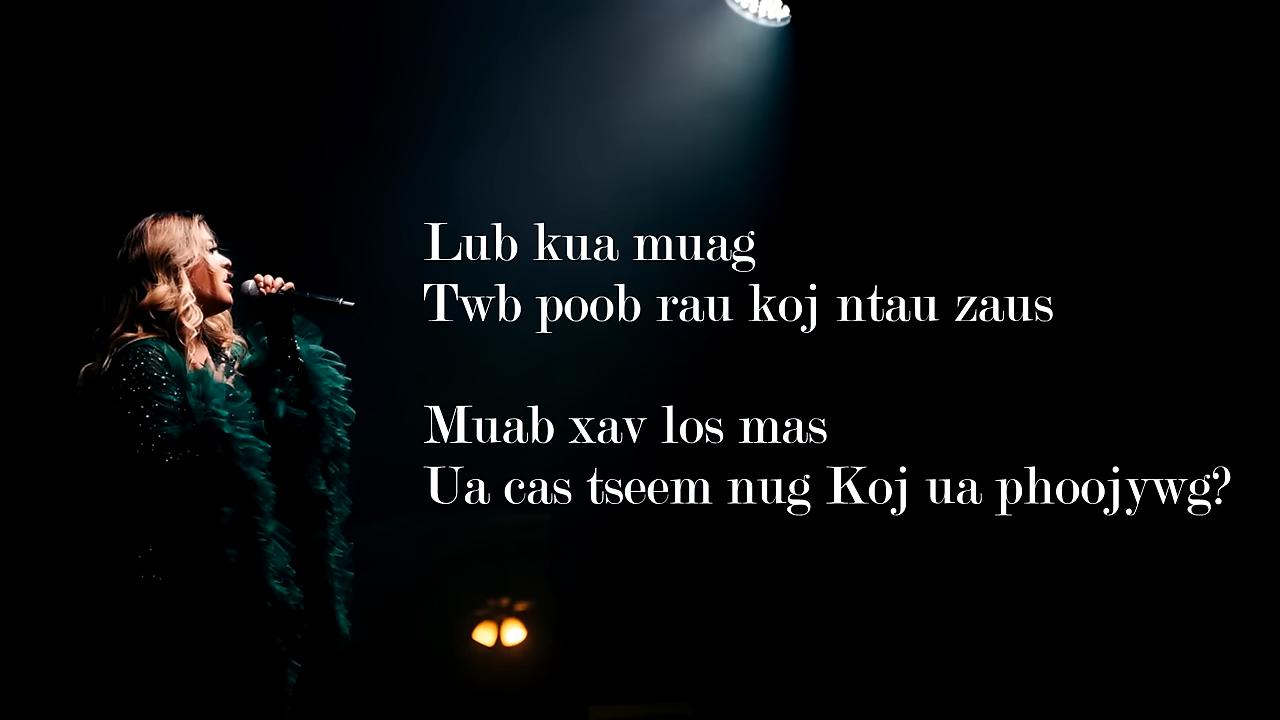 Lub kua muag
Twb poob rau koj ntau zaus
Muab xav los mas
Ua cas tseem nug Koj ua phoojywg?